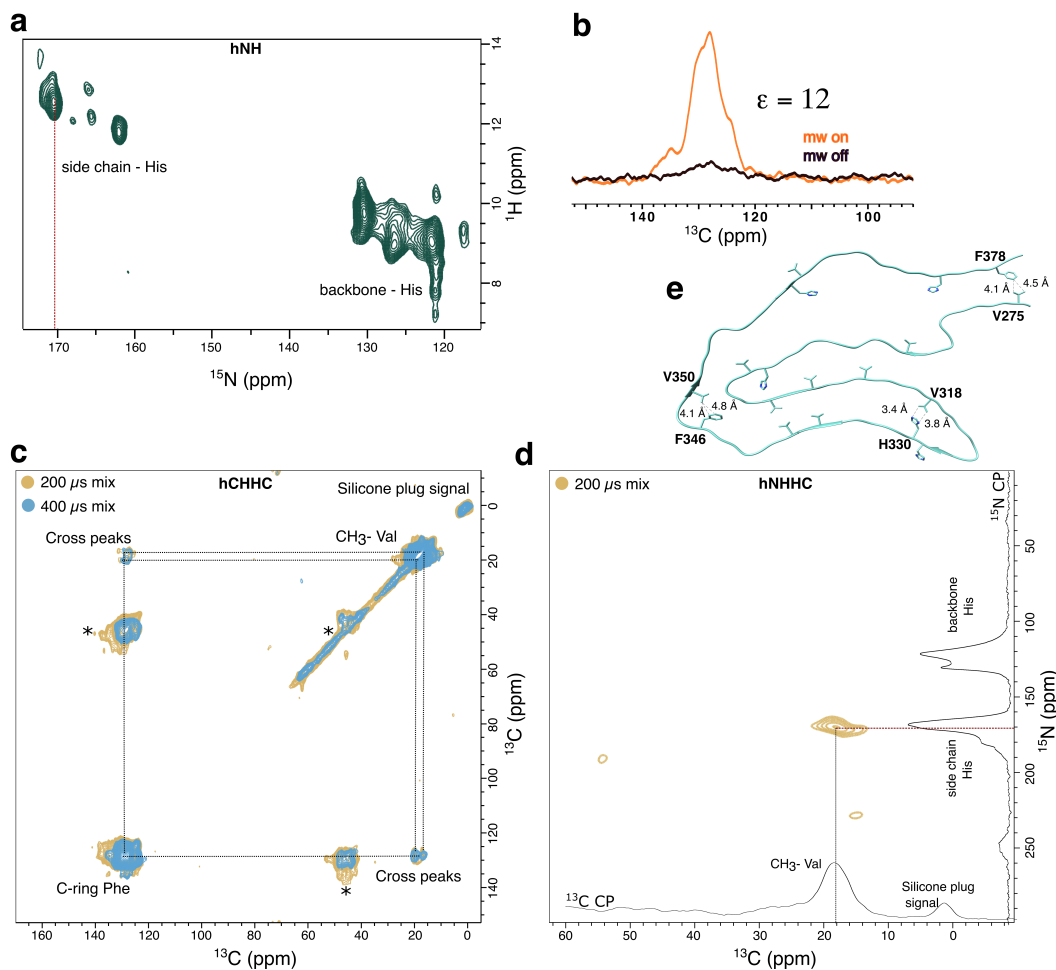 a
hNH
14
12
10
8
¹H (ppm)
side chain - His
backbone - His
170
160
150
140
130
120
¹⁵N (ppm)
b
ε = 12
mw on
mw off
140
120
100
¹³C (ppm)
e
F378
4.1 Å
4.5 Å
V275
V350
4.8 Å
4.1 Å
F346
V318
3.4 Å
3.8 Å
H330
c
200 µs mix
400 µs mix
hCHHC
Silicone plug signal
Cross peaks
CH₃- Val
*
*
C-ring Phe
Cross peaks
*
0
20
40
60
80
100
120
140
¹³C (ppm)
160
140
120
100
80
60
40
20
0
¹³C (ppm)
d
200 µs mix
hNHHC
¹⁵N CP
backbone
His
side chain
His
50
100
150
200
250
¹⁵N (ppm)
CH₃- Val
Silicone plug
signal
¹³C CP
60
50
40
30
20
10
0
¹³C (ppm)